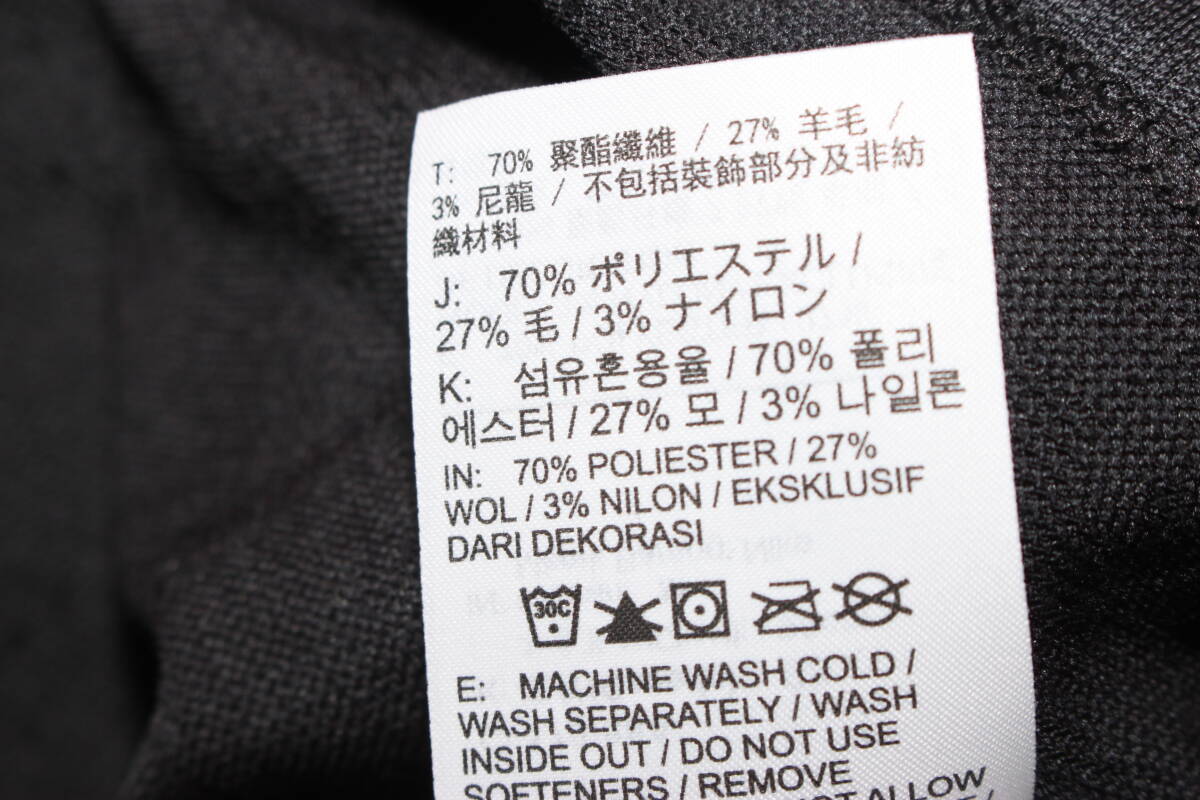 T: 70% 聚酯纖維 / 27% 羊毛 /
3% 尼龍 / 不包括裝飾部分及非紡
織材料
J: 70% ポリエステル /
27% 毛 / 3% ナイロン
K: 섬유혼용율 / 70% 폴리
에스터 / 27% 모 / 3% 나일론
IN: 70% POLIESTER / 27%
WOL / 3% NILON / EKSKLUSIF
DARI DEKORASI
30C
E: MACHINE WASH COLD /
WASH SEPARATELY / WASH
INSIDE OUT / DO NOT USE
SOFTENERS / REMOVE
ALLOW